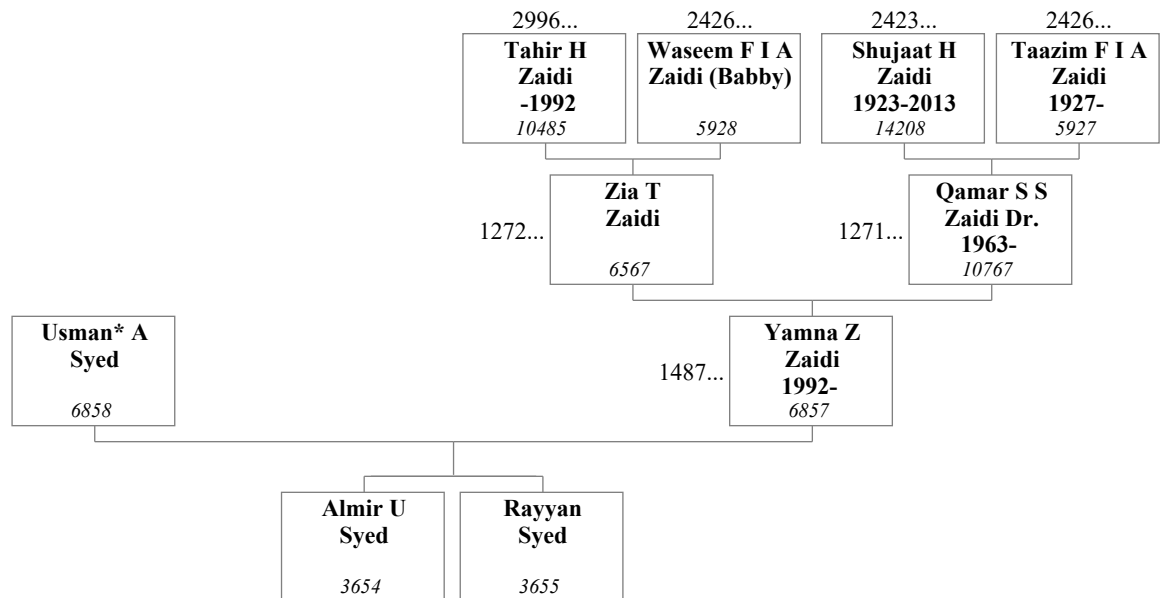 2996...
2426...
2423...
2426...
Tahir H
Zaidi
-1992
10485
Waseem F I A
Zaidi (Babby)
5928
Shujaat H
Zaidi
1923-2013
14208
Taazim F I A
Zaidi
1927-
5927
1272...
Zia T
Zaidi
6567
1271...
Qamar S S
Zaidi Dr.
1963-
10767
Usman* A
Syed
6858
1487...
Yamna Z
Zaidi
1992-
6857
Almir U
Syed
3654
Rayyan
Syed
3655